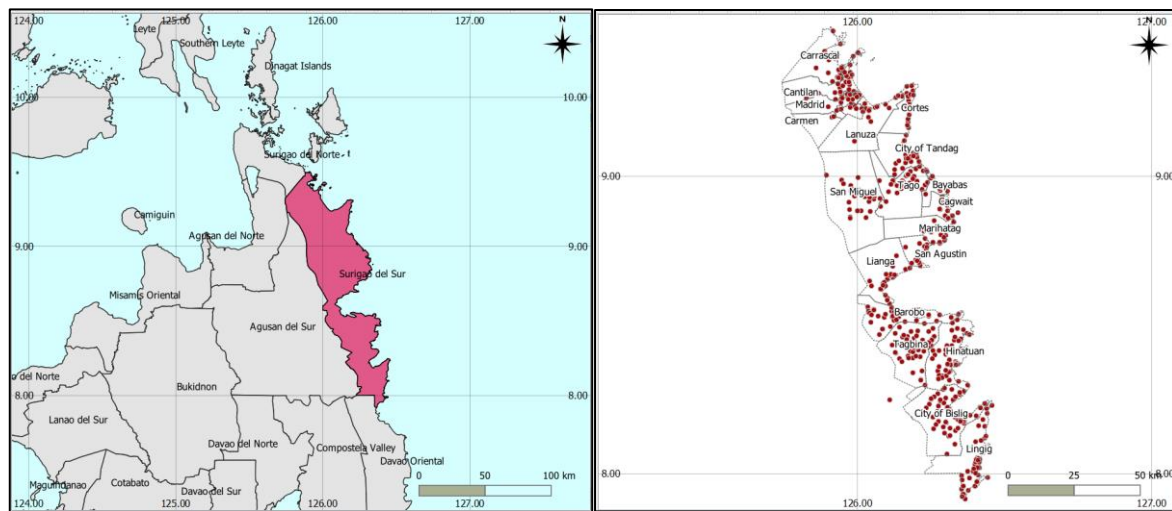 124.00 125.00 126.00 127.00
N
Leyte
Southern Leyte
Dinagat Islands
10.00 10.00
Surigao del Norte
Camiguin
Agusan del Norte
9.00 9.00
Surigao del Sur
Misamis Oriental
Agusan del Sur
o del Norte
Bukidnon
8.00 8.00
Lanao del Sur
Davao del Norte
Compostela Valley
Davao Oriental
Maguindanao
Cotabato
Davao del Sur
0 50 100 km
124.00 125.00 126.00 127.00
126.00 127.00
N
Carrascal
Cantilan
Madrid
Cortes
Carmen
Lanuza
City of Tandag
9.00 9.00
San Miguel
Tago
Bayabas
Cagwait
Marihatag
San Agustin
Lianga
Barobo
Tagbina
Hinatuan
City of Bislig
Lingig
8.00 8.00
0 25 50 km
126.00 127.00